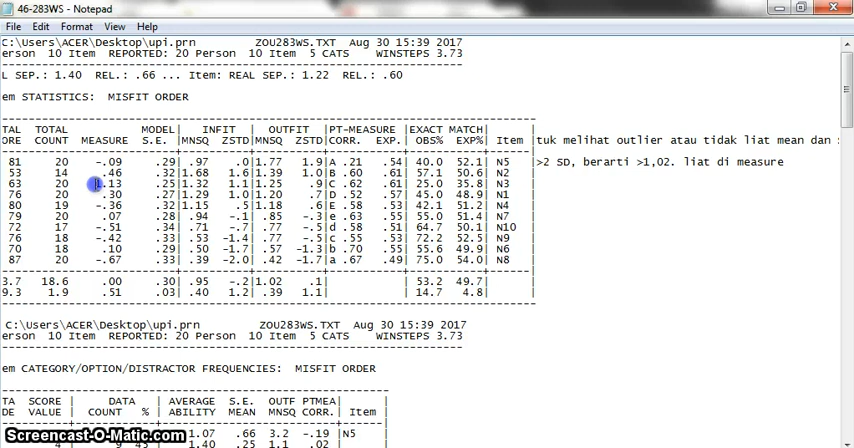 46-283WS - Notepad
File Edit Format View Help
C:\Users\ACER\Desktop\upi.prn ZOU283WS.TXT Aug 30 15:39 2017
erson 10 Item REPORTED: 20 Person 10 Item 5 CATS WINSTEPS 3.73
L SEP.: 1.40 REL.: .66 ... Item: REAL SEP.: 1.22 REL.: .60
em STATISTICS: MISFIT ORDER
TAL TOTAL MODEL| INFIT | OUTFIT |PT-MEASURE |EXACT MATCH|
ORE COUNT MEASURE S.E. |MNSQ ZSTD|MNSQ ZSTD|CORR. EXP.| OBS% EXP%| Item | tuk melihat outlier atau tidak liat mean dan s
81 20 -.09 .29| .97 .0|1.77 1.9|A .21 .54| 40.0 52.1| N5 | >2 SD, berarti >1,02. liat di measure
53 14 .46 .32|1.68 1.6|1.39 1.0|B .60 .61| 57.1 50.6| N2
63 20 1.13 .25|1.32 1.1|1.25 .9|C .62 .61| 25.0 35.8| N3
76 20 .30 .27|1.29 1.0|1.20 .7|D .52 .57| 45.0 48.9| N1
80 19 -.36 .32|1.15 .5|1.18 .6|E .58 .53| 42.1 51.2| N4
79 20 .07 .28| .94 -.1| .85 -.3|e .63 .55| 55.0 51.4| N7
72 17 -.51 .34| .71 -.7| .77 -.5|d .58 .51| 64.7 50.1| N10
76 18 -.42 .33| .53 -1.4| .77 -.5|c .55 .53| 72.2 52.5| N9
70 18 .10 .29| .50 -1.7| .57 -1.3|b .70 .55| 55.6 49.9| N6
87 20 -.67 .33| .39 -2.0| .42 -1.7|a .67 .49| 75.0 54.0| N8
3.7 18.6 .00 .30| .95 -.2|1.02 .1| | 53.2 49.7|
9.3 1.9 .51 .03| .40 1.2| .39 1.1| | 14.7 4.8|
C:\Users\ACER\Desktop\upi.prn ZOU283WS.TXT Aug 30 15:39 2017
erson 10 Item REPORTED: 20 Person 10 Item 5 CATS WINSTEPS 3.73
em CATEGORY/OPTION/DISTRACTOR FREQUENCIES: MISFIT ORDER
TA SCORE | DATA | AVERAGE S.E. OUTF PTMEA|
DE VALUE | COUNT % | ABILITY MEAN MNSQ CORR.| Item
1.07 .66 3.2 -.19 |N5
1.40 .25 1.1 .02
Screencast-O-Matic.com